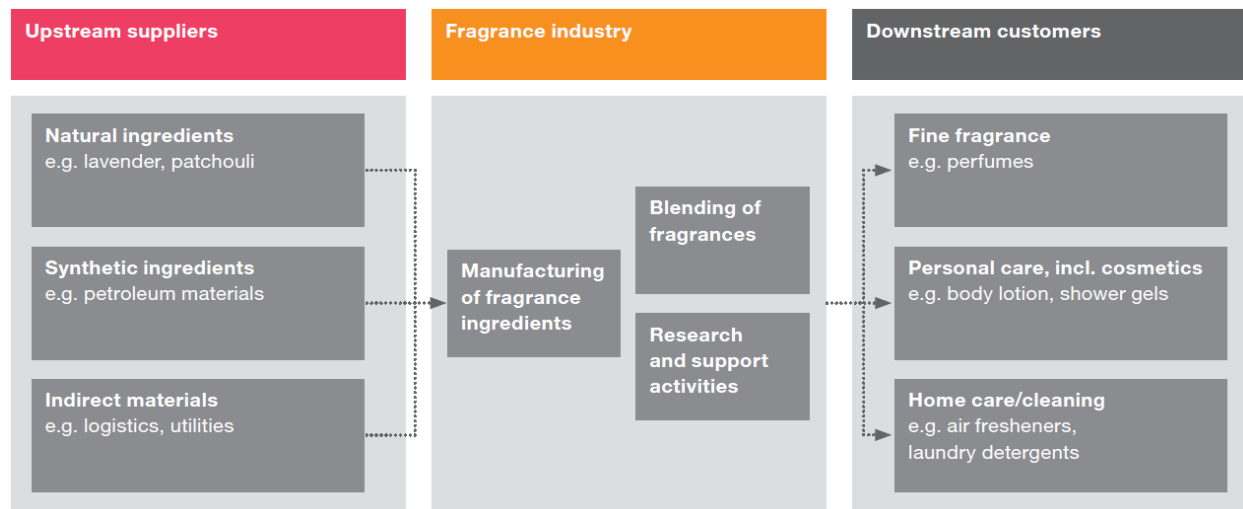 Upstream suppliers
Natural ingredients
e.g. lavender, patchouli
Synthetic ingredients
e.g. petroleum materials
Indirect materials
e.g. logistics, utilities
Fragrance industry
Manufacturing
of fragrance
ingredients
Blending of
fragrances
Research
and support
activities
Downstream customers
Fine fragrance
e.g. perfumes
Personal care, incl. cosmetics
e.g. body lotion, shower gels
Home care/cleaning
e.g. air fresheners,
laundry detergents